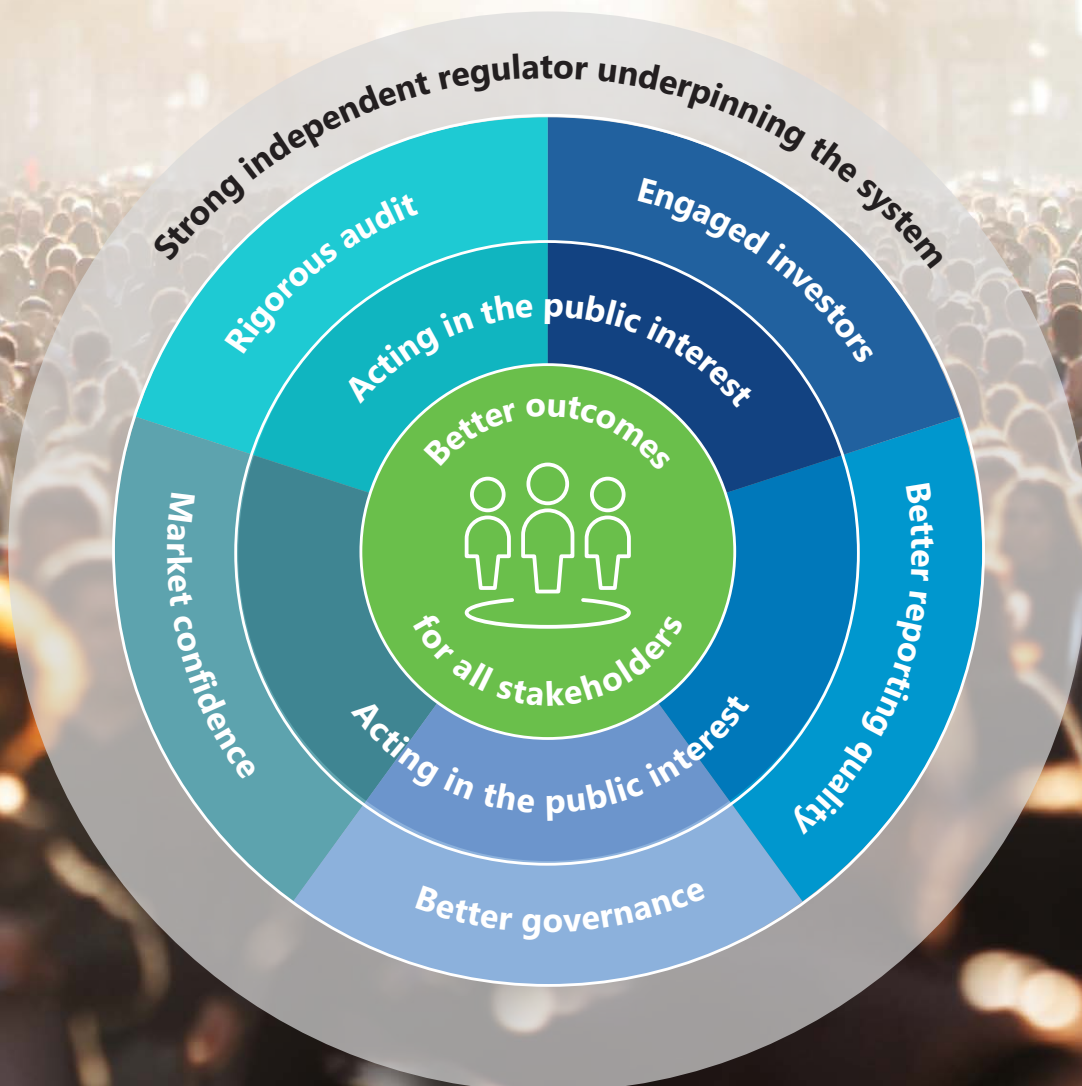 Strong independent regulator underpinning the system
Rigorous audit
Engaged investors
Acting in the public interest
Better outcomes
for all stakeholders
Market confidence
Better reporting quality
Acting in the public interest
Better governance